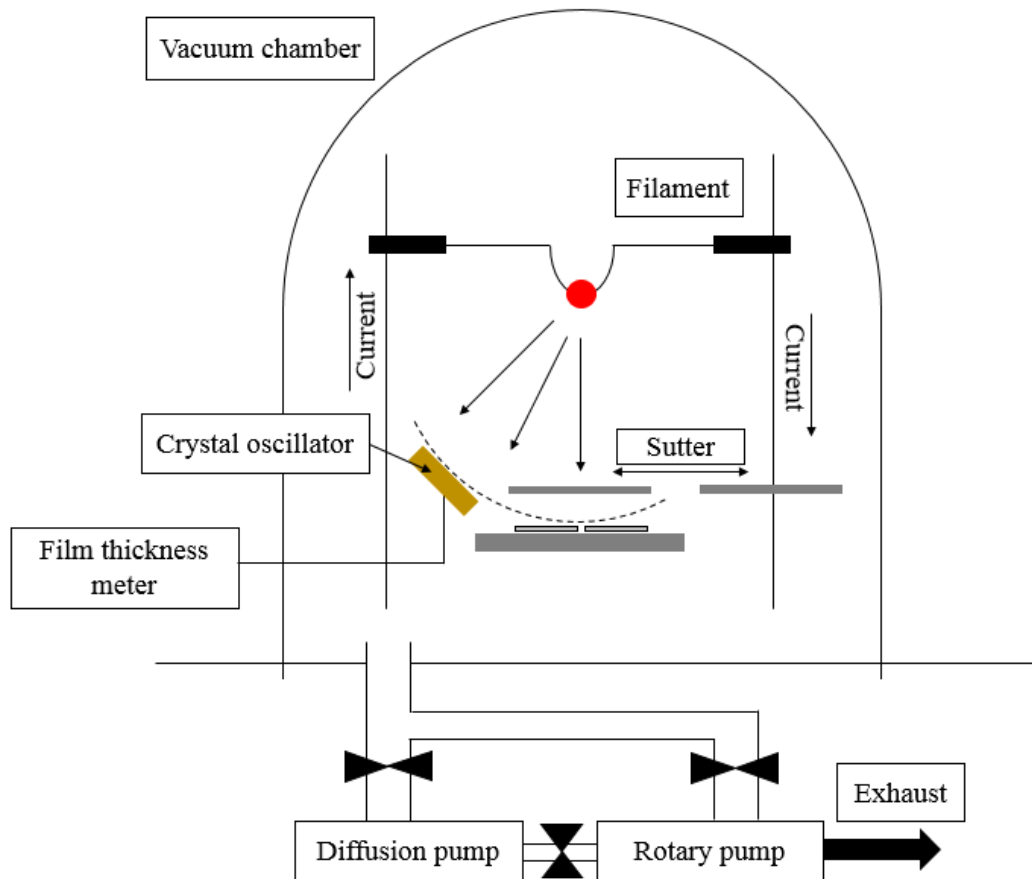 Vacuum chamber
Filament
Current
Current
Crystal oscillator
Sutter
Film thickness
meter
Exhaust
Diffusion pump
Rotary pump